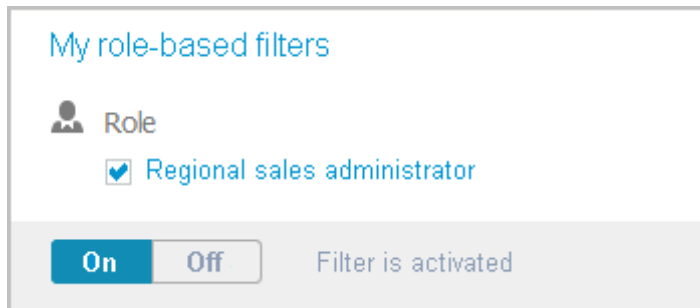 My role-based filters
Role
Regional sales administrator
On Off Filter is activated